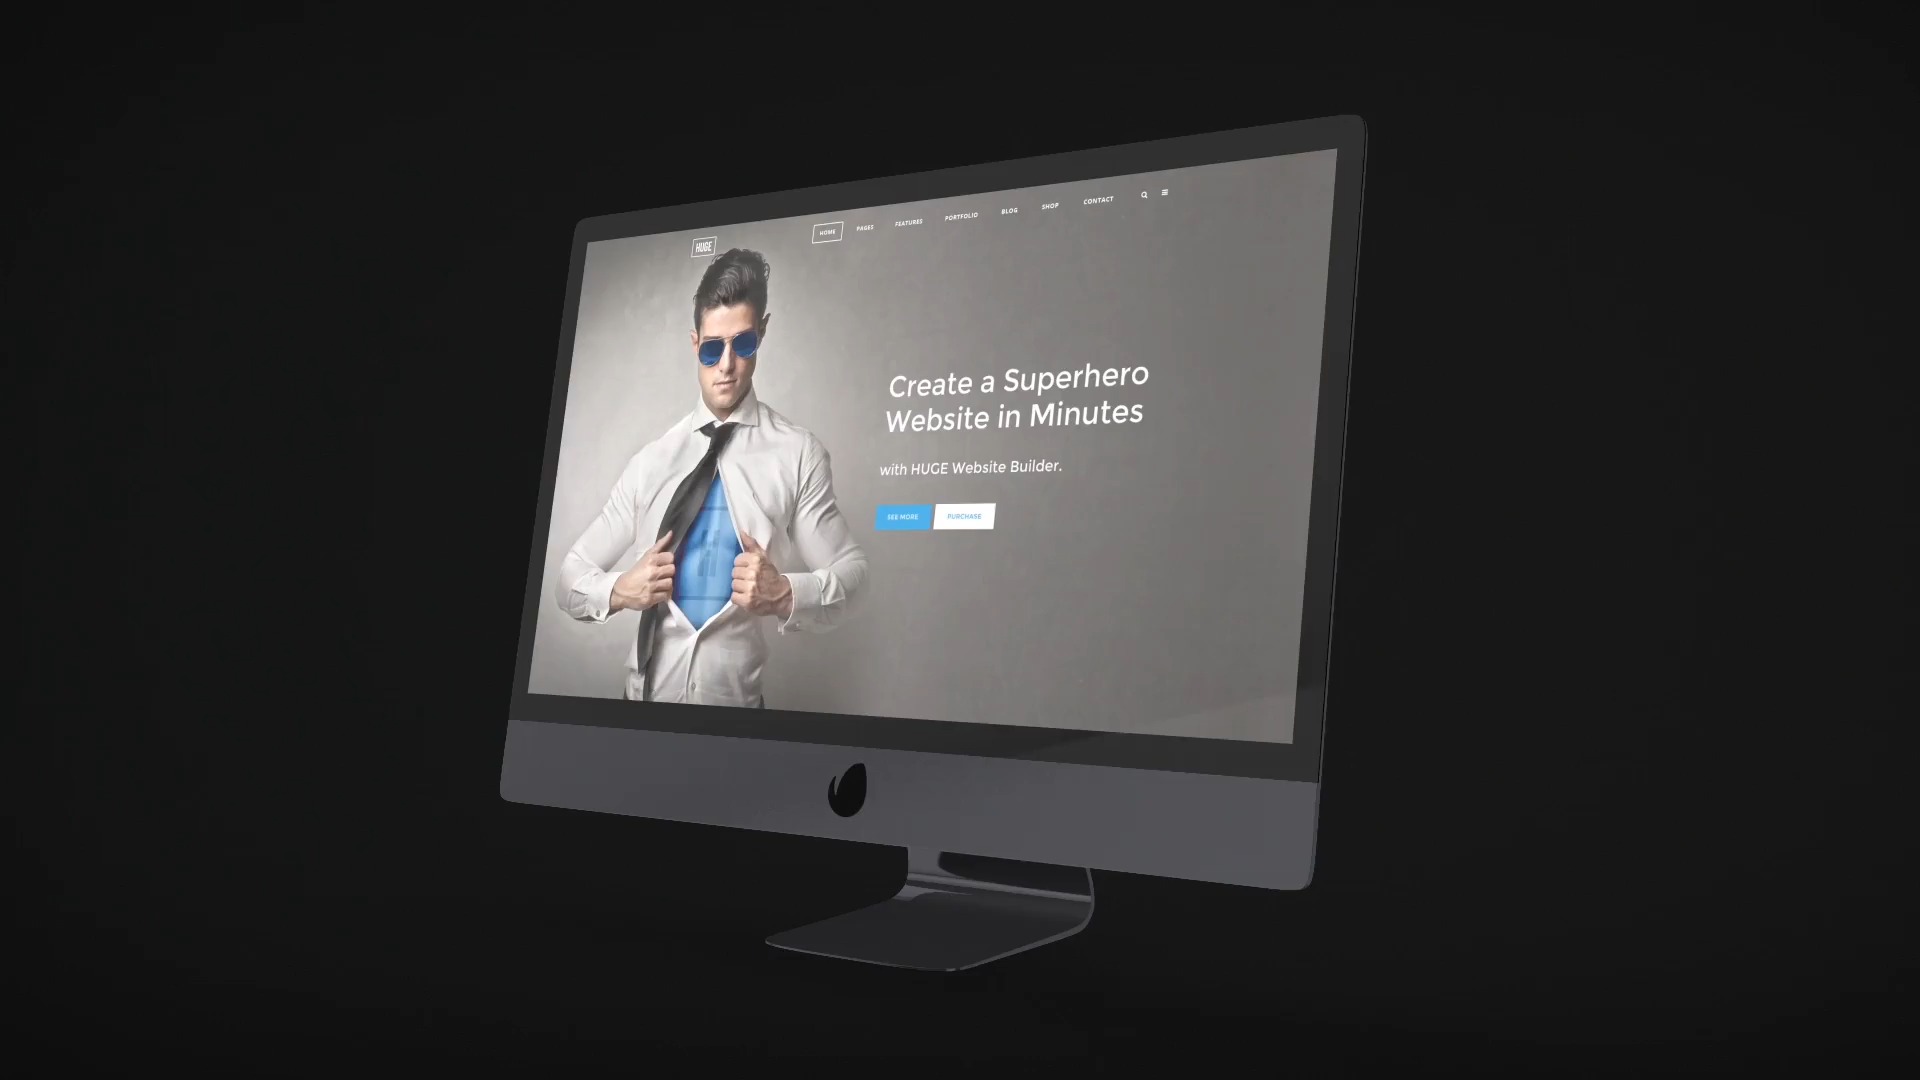 HUGE
HOME PAGES FEATURES PORTFOLIO BLOG SHOP CONTACT
Create a Superhero
Website in Minutes
with HUGE Website Builder.
SEE MORE PURCHASE